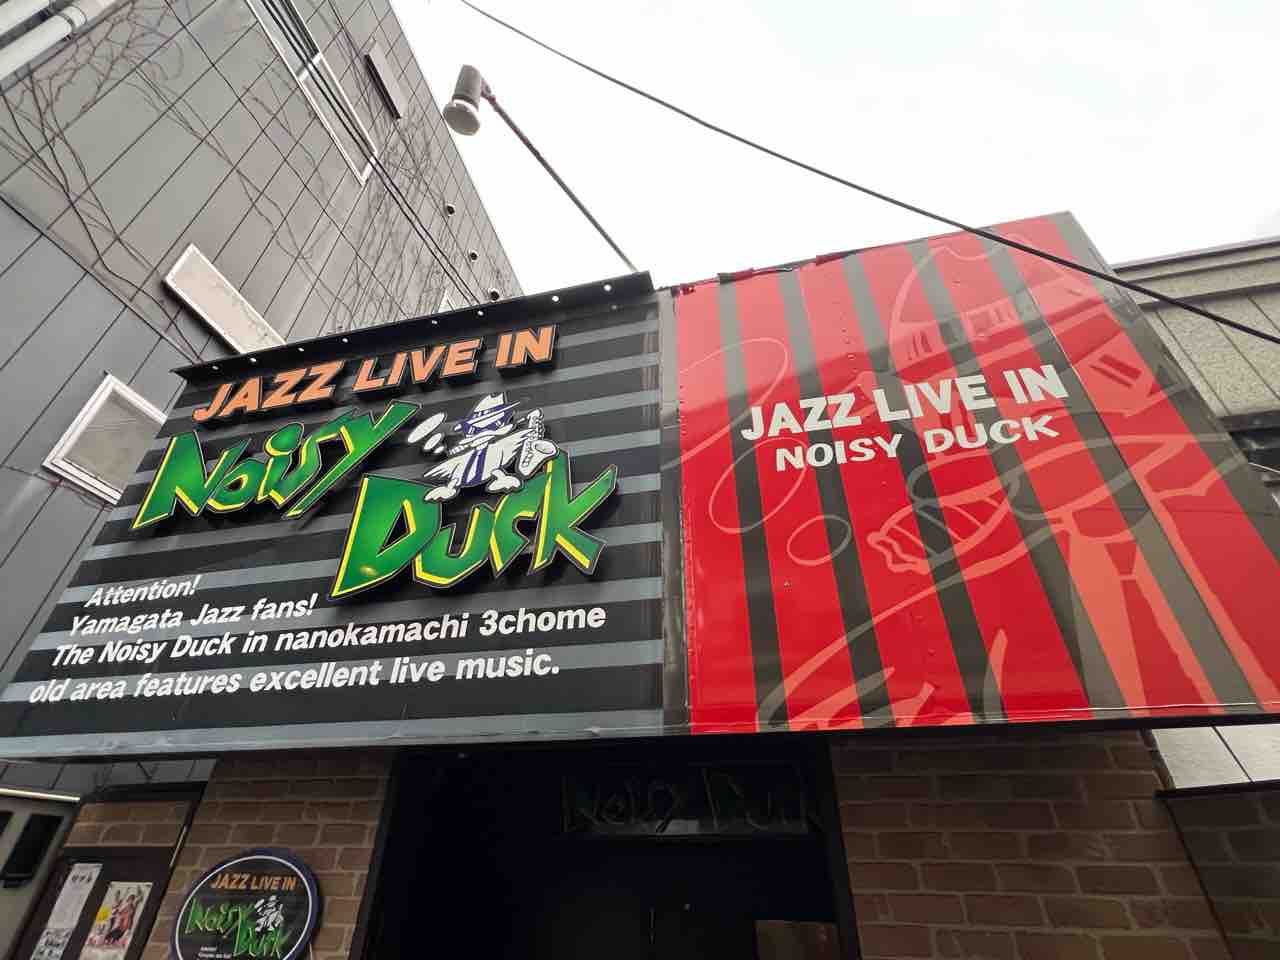 JAZZ LIVE IN
Noisy
Duck
Attention!
Yamagata Jazz fans!
The Noisy Duck in nanokamachi 3chome
old area features excellent live music.
JAZZ LIVE IN
NOISY DUCK
Noisy Duck
JAZZ LIVE IN
Noisy
Duck